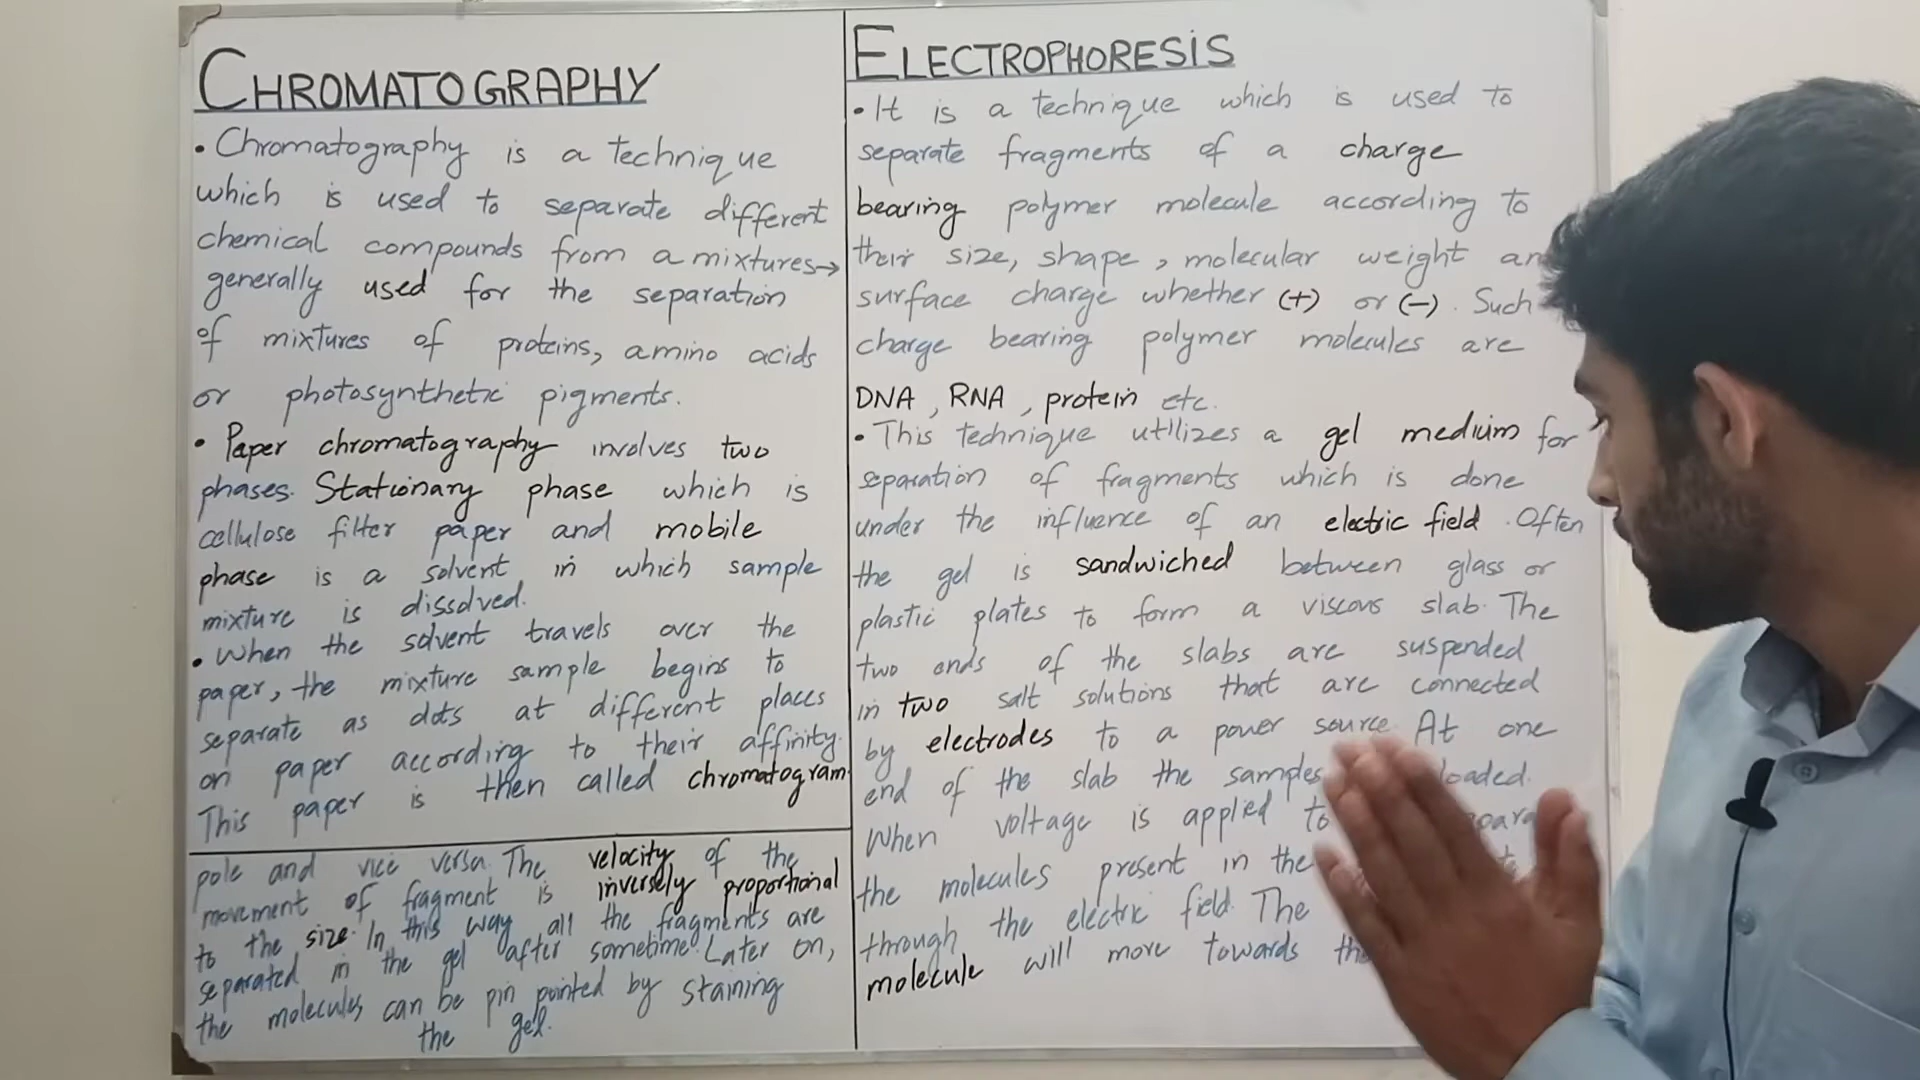 CHROMATOGRAPHY
• Chromatography is a technique
which is used to separate different
chemical compounds from a mixtures→
generally used for the separation
of mixtures of proteins, amino acids
or photosynthetic pigments.
• Paper chromatography involves two
phases. Stationary phase which is
cellulose filter paper and mobile
phase is a solvent in which sample
mixture is dissolved.
• When the solvent travels over the
paper, the mixture sample begins to
separate as dots at different places
on paper according to their affinity.
This paper is then called chromatogram
pole and vice versa. The velocity of the
movement of fragment is inversely proportional
to the size. In this way all the fragments are
separated in the gel after sometime. Later on,
the molecules can be pin pointed by staining
the gel.
ELECTROPHORESIS
• It is a technique which is used to
separate fragments of a charge
bearing polymer molecule according to
their size, shape, molecular weight an
surface charge whether (+) or (-). Such
charge bearing polymer molecules are
DNA, RNA, protein etc.
• This technique utilizes a gel medium for
separation of fragments which is done
under the influence of an electric field. Often
the gel is sandwiched between glass or
plastic plates to form a viscous slab. The
two ends of the slabs are suspended
in two salt solutions that are connected
by electrodes to a power source. At one
end of the slab the samples loaded.
When voltage is applied to
the molecules present in the
through the electric field. The
molecule will more towards